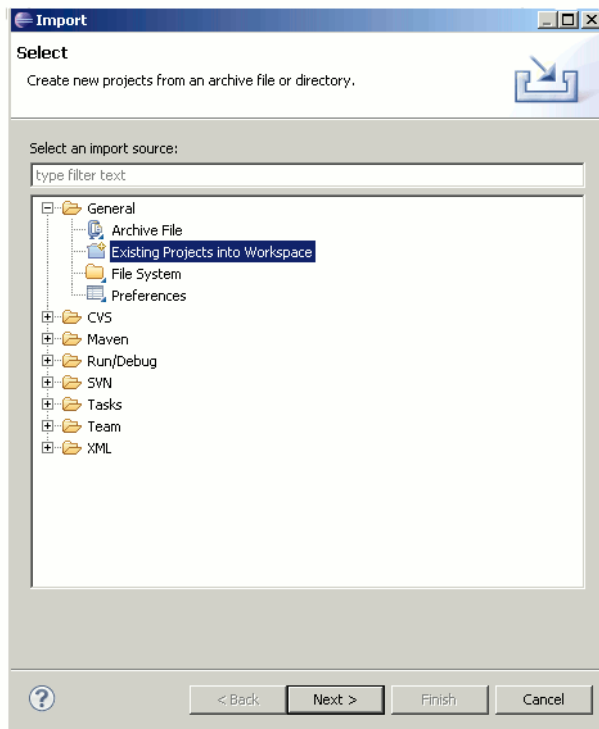 Import
Select
Create new projects from an archive file or directory.
Select an import source:
type filter text
General
Archive File
Existing Projects into Workspace
File System
Preferences
CVS
Maven
Run/Debug
SVN
Tasks
Team
XML
< Back Next > Finish Cancel